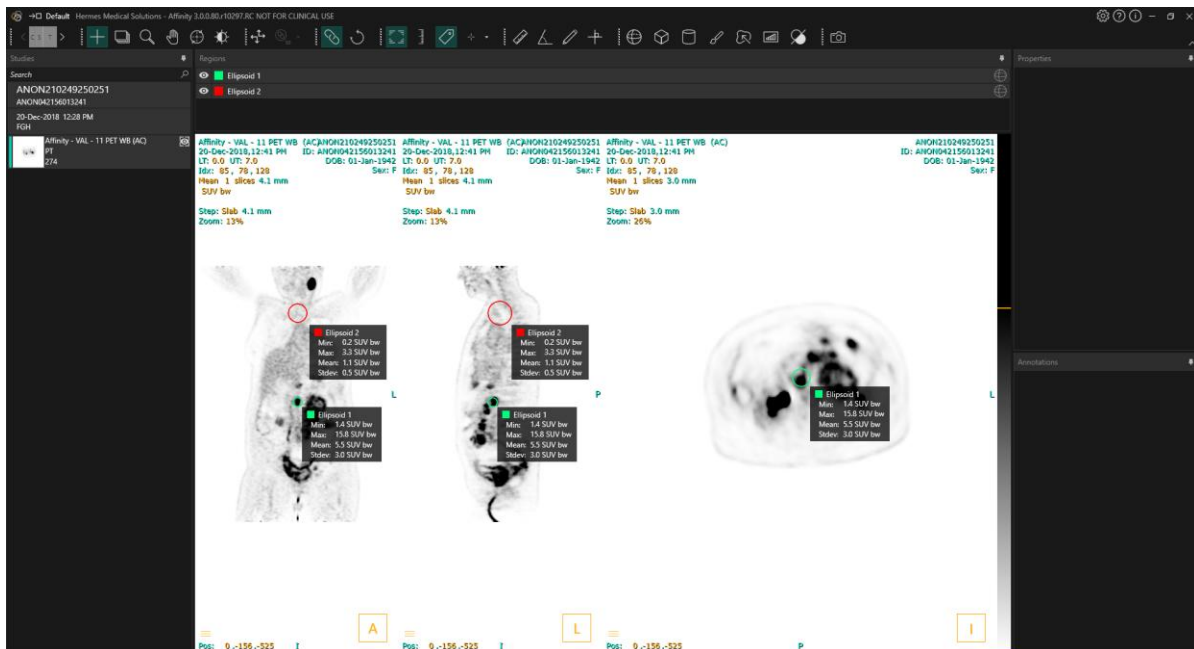 Default Hermes Medical Solutions - Affinity 3.0.0.80.r10297.RC NOT FOR CLINICAL USE
Studies
Search
ANON210249250251
ANON042156013241
20-Dec-2018 12:28 PM
FGH
Affinity - VAL - 11 PET WB (AC)
PT
274
Regions
Ellipsoid 1
Ellipsoid 2
Properties
Annotations
Affinity - VAL - 11 PET WB (AC)ANON210249250251
20-Dec-2018,12:41 PM ID: ANON042156013241
LT: 0.0 UT: 7.0 DOB: 01-Jan-1942
Idx: 85, 78, 128 Sex: F
Mean 1 slices 4.1 mm
SUV bw
Step: Slab 4.1 mm
Zoom: 13%
Ellipsoid 2
Min: 0.2 SUV bw
Max: 3.3 SUV bw
Mean: 1.1 SUV bw
Stdev: 0.5 SUV bw
L
Ellipsoid 1
Min: 1.4 SUV bw
Max: 15.8 SUV bw
Mean: 5.5 SUV bw
Stdev: 3.0 SUV bw
A
Pos: 0,-156,-525 I
Affinity - VAL - 11 PET WB (AC)ANON210249250251
20-Dec-2018,12:41 PM ID: ANON042156013241
LT: 0.0 UT: 7.0 DOB: 01-Jan-1942
Idx: 85, 78, 128 Sex: F
Mean 1 slices 4.1 mm
SUV bw
Step: Slab 4.1 mm
Zoom: 13%
Ellipsoid 2
Min: 0.2 SUV bw
Max: 3.3 SUV bw
Mean: 1.1 SUV bw
Stdev: 0.5 SUV bw
P
Ellipsoid 1
Min: 1.4 SUV bw
Max: 15.8 SUV bw
Mean: 5.5 SUV bw
Stdev: 3.0 SUV bw
L
Pos: 0,-156,-525 I
Affinity - VAL - 11 PET WB (AC) ANON210249250251
20-Dec-2018,12:41 PM ID: ANON042156013241
LT: 0.0 UT: 7.0 DOB: 01-Jan-1942
Idx: 85, 78, 128 Sex: F
Mean 1 slices 3.0 mm
SUV bw
Step: Slab 3.0 mm
Zoom: 26%
L
Ellipsoid 1
Min: 1.4 SUV bw
Max: 15.8 SUV bw
Mean: 5.5 SUV bw
Stdev: 3.0 SUV bw
I
Pos: 0,-156,-525 P